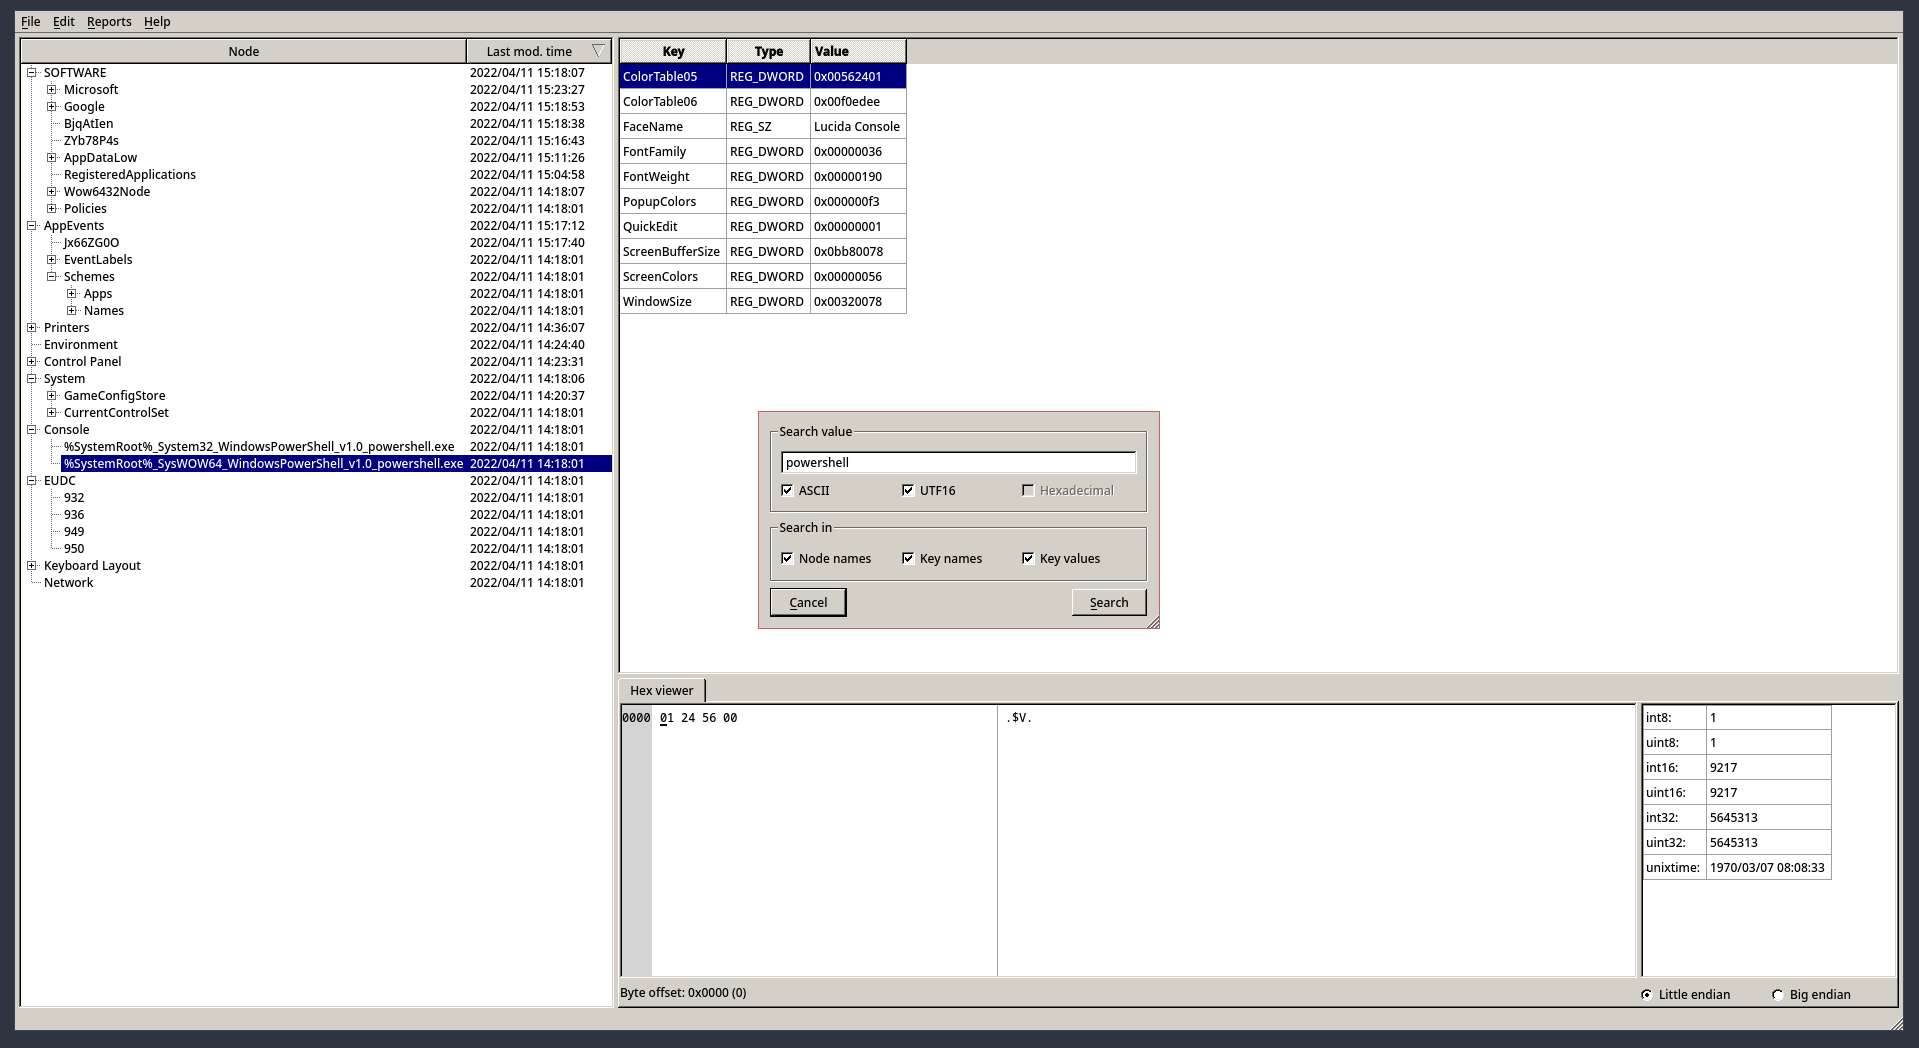 File Edit Reports Help
Node Last mod. time
SOFTWARE 2022/04/11 15:18:07
Microsoft 2022/04/11 15:23:27
Google 2022/04/11 15:18:53
BjqAtIen 2022/04/11 15:18:38
ZYb78P4s 2022/04/11 15:16:43
AppDataLow 2022/04/11 15:11:26
RegisteredApplications 2022/04/11 15:04:58
Wow6432Node 2022/04/11 14:18:07
Policies 2022/04/11 14:18:01
AppEvents 2022/04/11 15:17:12
Jx66ZG0O 2022/04/11 15:17:40
EventLabels 2022/04/11 14:18:01
Schemes 2022/04/11 14:18:01
Apps 2022/04/11 14:18:01
Names 2022/04/11 14:18:01
Printers 2022/04/11 14:36:07
Environment 2022/04/11 14:24:40
Control Panel 2022/04/11 14:23:31
System 2022/04/11 14:18:06
GameConfigStore 2022/04/11 14:20:37
CurrentControlSet 2022/04/11 14:18:01
Console 2022/04/11 14:18:01
%SystemRoot%_System32_WindowsPowerShell_v1.0_powershell.exe 2022/04/11 14:18:01
%SystemRoot%_SysWOW64_WindowsPowerShell_v1.0_powershell.exe 2022/04/11 14:18:01
EUDC 2022/04/11 14:18:01
932 2022/04/11 14:18:01
936 2022/04/11 14:18:01
949 2022/04/11 14:18:01
950 2022/04/11 14:18:01
Keyboard Layout 2022/04/11 14:18:01
Network 2022/04/11 14:18:01
Key Type Value
ColorTable05 REG_DWORD 0x00562401
ColorTable06 REG_DWORD 0x00f0edee
FaceName REG_SZ Lucida Console
FontFamily REG_DWORD 0x00000036
FontWeight REG_DWORD 0x00000190
PopupColors REG_DWORD 0x000000f3
QuickEdit REG_DWORD 0x00000001
ScreenBufferSize REG_DWORD 0x0bb80078
ScreenColors REG_DWORD 0x00000056
WindowSize REG_DWORD 0x00320078
Search value
powershell
ASCII UTF16 Hexadecimal
Search in
Node names Key names Key values
Cancel Search
Hex viewer
0000 01 24 56 00 .$V.
int8: 1
uint8: 1
int16: 9217
uint16: 9217
int32: 5645313
uint32: 5645313
unixtime: 1970/03/07 08:08:33
Byte offset: 0x0000 (0)
Little endian Big endian